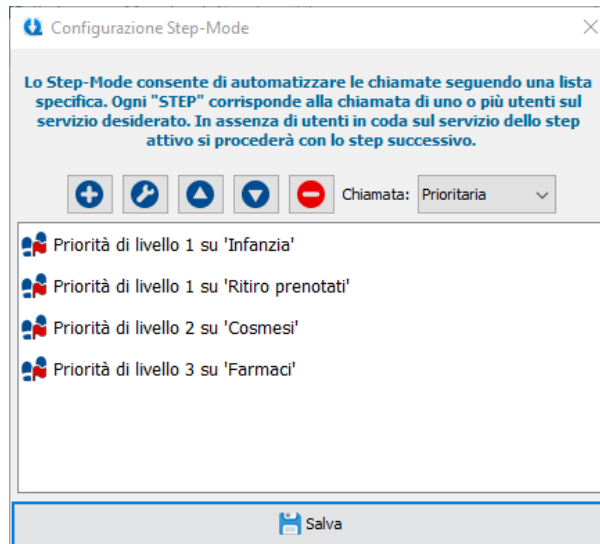 Configurazione Step-Mode
Lo Step-Mode consente di automatizzare le chiamate seguendo una lista
specifica. Ogni "STEP" corrisponde alla chiamata di uno o più utenti sul
servizio desiderato. In assenza di utenti in coda sul servizio dello step
attivo si procederà con lo step successivo.
Chiamata: Prioritaria
Priorità di livello 1 su 'Infanzia'
Priorità di livello 1 su 'Ritiro prenotati'
Priorità di livello 2 su 'Cosmesi'
Priorità di livello 3 su 'Farmaci'
Salva